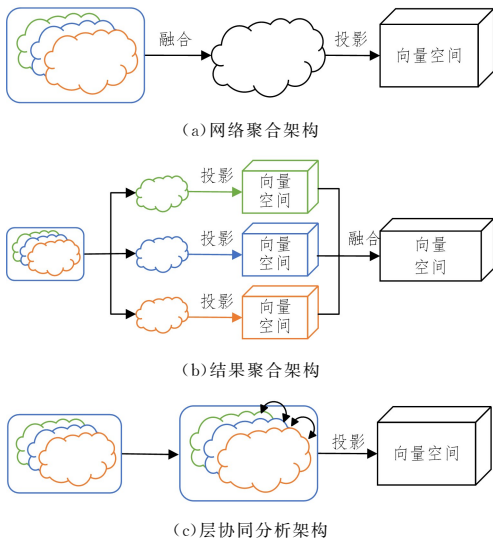 融合
投影
向量空间
(a)网络聚合架构
投影
向量
空间
投影
向量
空间
融合
向量
空间
投影
向量
空间
(b)结果聚合架构
投影
向量空间
(c)层协同分析架构